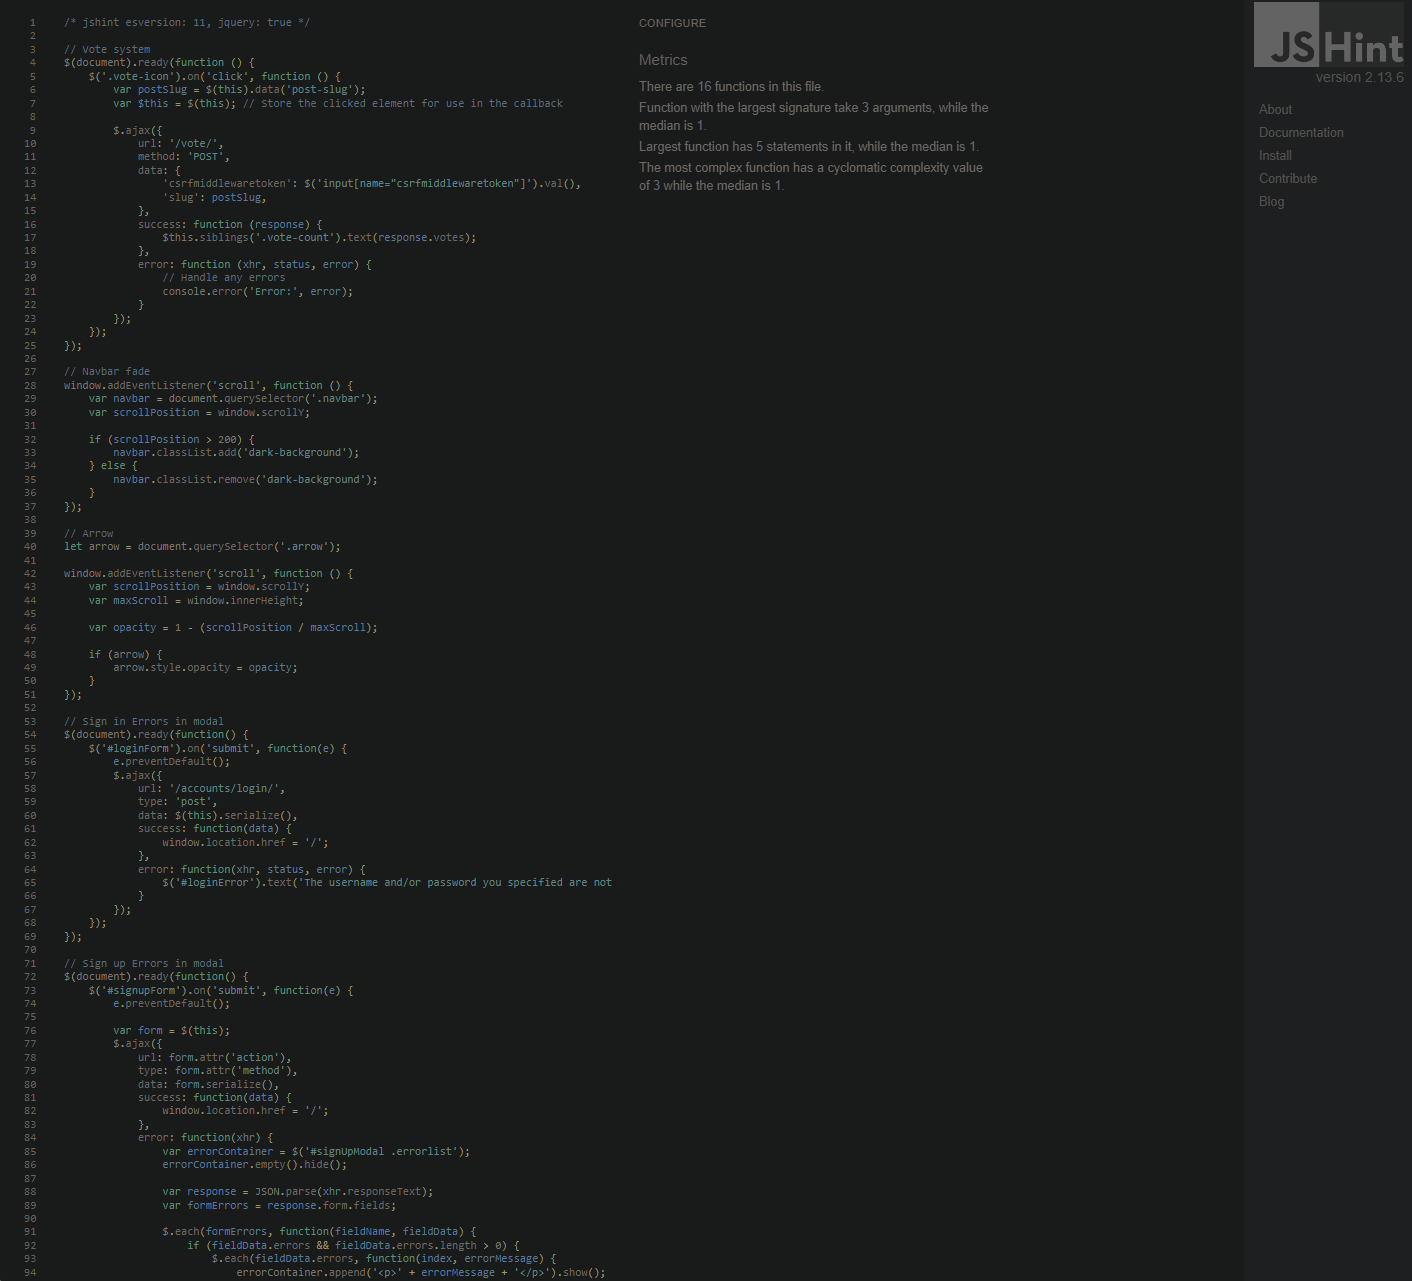 1 /* jshint esversion: 11, jquery: true */
2
3 // Vote system
4 $(document).ready(function () {
5 $('.vote-icon').on('click', function () {
6 var postSlug = $(this).data('post-slug');
7 var $this = $(this); // Store the clicked element for use in the callback
8
9 $.ajax({
10 url: '/vote/',
11 method: 'POST',
12 data: {
13 'csrfmiddlewaretoken': $('input[name="csrfmiddlewaretoken"]').val(),
14 'slug': postSlug,
15 },
16 success: function (response) {
17 $this.siblings('.vote-count').text(response.votes);
18 },
19 error: function (xhr, status, error) {
20 // Handle any errors
21 console.error('Error:', error);
22 }
23 });
24 });
25 });
26
27 // Navbar fade
28 window.addEventListener('scroll', function () {
29 var navbar = document.querySelector('.navbar');
30 var scrollPosition = window.scrollY;
31
32 if (scrollPosition > 200) {
33 navbar.classList.add('dark-background');
34 } else {
35 navbar.classList.remove('dark-background');
36 }
37 });
38
39 // Arrow
40 let arrow = document.querySelector('.arrow');
41
42 window.addEventListener('scroll', function () {
43 var scrollPosition = window.scrollY;
44 var maxScroll = window.innerHeight;
45
46 var opacity = 1 - (scrollPosition / maxScroll);
47
48 if (arrow) {
49 arrow.style.opacity = opacity;
50 }
51 });
52
53 // Sign in Errors in modal
54 $(document).ready(function() {
55 $('#loginForm').on('submit', function(e) {
56 e.preventDefault();
57 $.ajax({
58 url: '/accounts/login/',
59 type: 'post',
60 data: $(this).serialize(),
61 success: function(data) {
62 window.location.href = '/';
63 },
64 error: function(xhr, status, error) {
65 $('#loginError').text('The username and/or password you specified are not
66 }
67 });
68 });
69 });
70
71 // Sign up Errors in modal
72 $(document).ready(function() {
73 $('#signupForm').on('submit', function(e) {
74 e.preventDefault();
75
76 var form = $(this);
77 $.ajax({
78 url: form.attr('action'),
79 type: form.attr('method'),
80 data: form.serialize(),
81 success: function(data) {
82 window.location.href = '/';
83 },
84 error: function(xhr) {
85 var errorContainer = $('#signUpModal .errorlist');
86 errorContainer.empty().hide();
87
88 var response = JSON.parse(xhr.responseText);
89 var formErrors = response.form.fields;
90
91 $.each(formErrors, function(fieldName, fieldData) {
92 if (fieldData.errors && fieldData.errors.length > 0) {
93 $.each(fieldData.errors, function(index, errorMessage) {
94 errorContainer.append('<p>' + errorMessage + '</p>').show();
CONFIGURE
Metrics
There are 16 functions in this file.
Function with the largest signature take 3 arguments, while the
median is 1.
Largest function has 5 statements in it, while the median is 1.
The most complex function has a cyclomatic complexity value
of 3 while the median is 1.
JSHint
version 2.13.6
About
Documentation
Install
Contribute
Blog